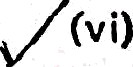 ✓ (vi)